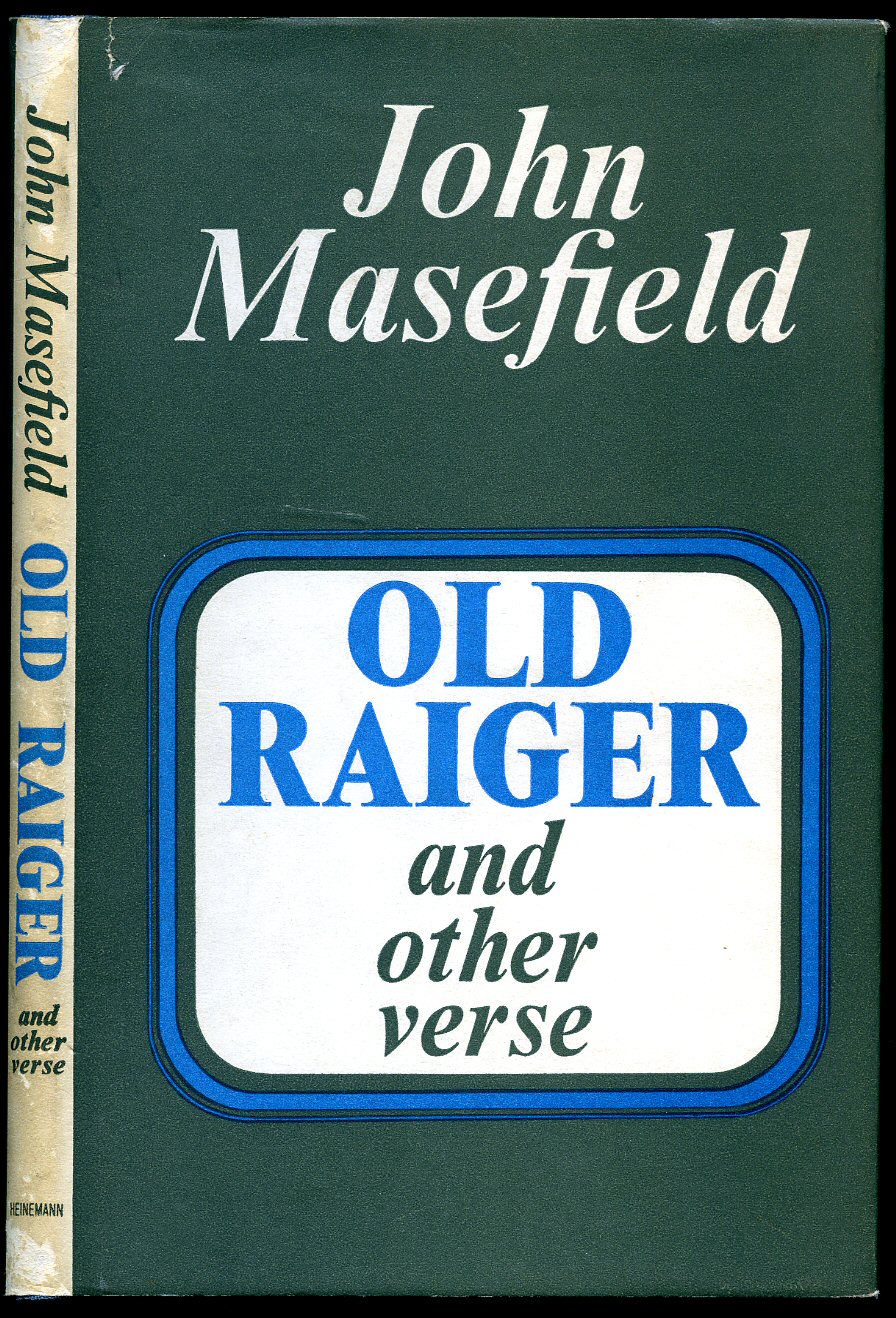 John Masefield OLD RAIGER
and
other
verse
HEINEMANN
John
Masefield
OLD
RAIGER
and
other
verse